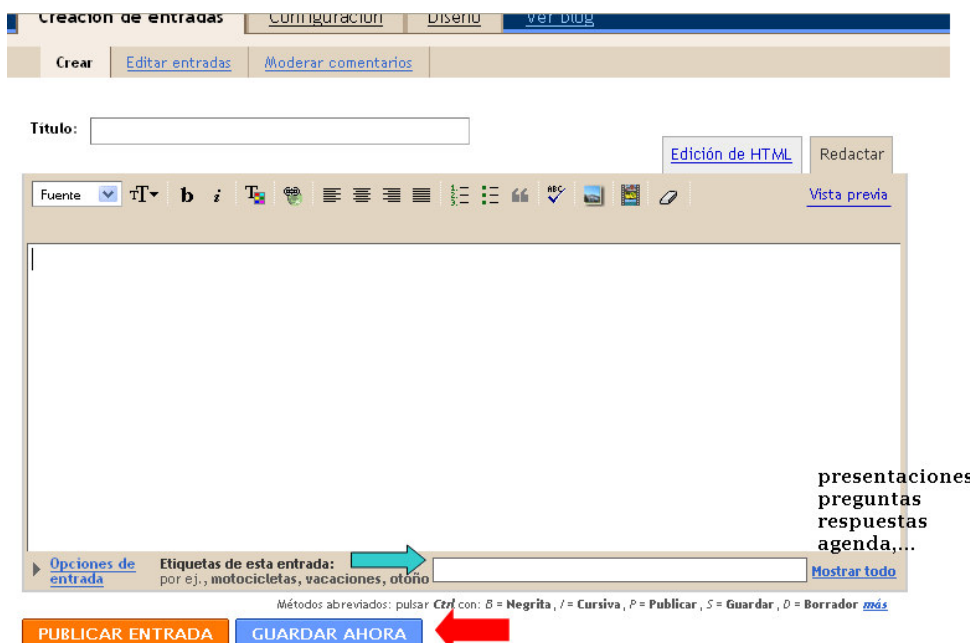 Creación de entradas Configuración Diseño Ver blog
Crear Editar entradas Moderar comentarios
Título:
Edición de HTML Redactar
Fuente Vista previa
presentaciones
preguntas
respuestas
agenda,...
Opciones de entrada
Etiquetas de esta entrada:
por ej., motocicletas, vacaciones, otoño
Mostrar todo
Métodos abreviados: pulsar Ctrl con: B = Negrita, I = Cursiva, P = Publicar, S = Guardar, D = Borrador más
PUBLICAR ENTRADA GUARDAR AHORA